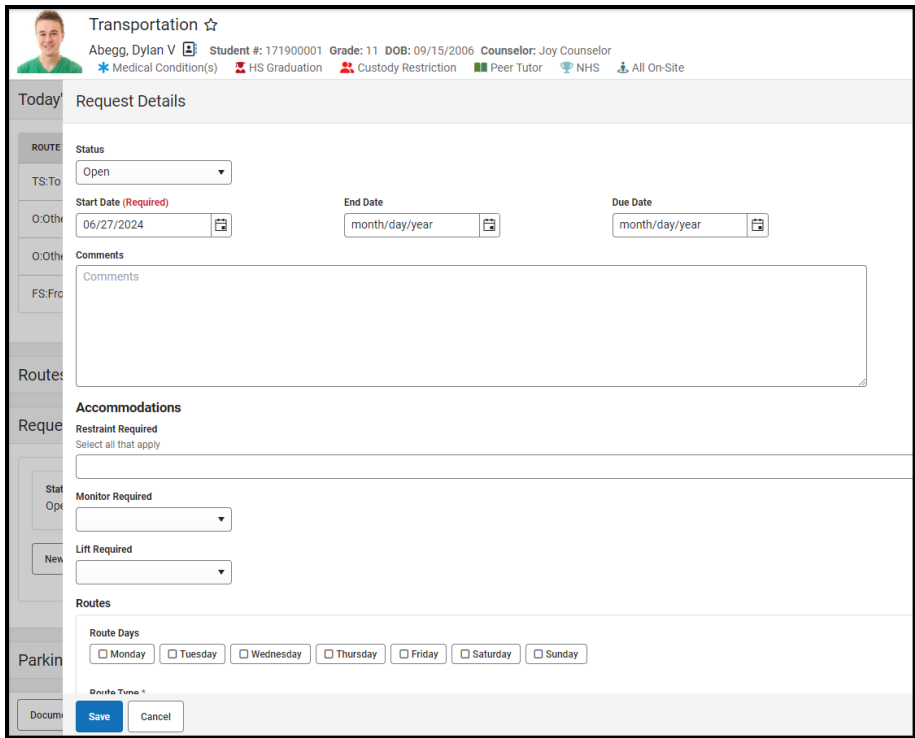 Transportation
Abegg, Dylan V Student #: 171900001 Grade: 11 DOB: 09/15/2006 Counselor: Joy Counselor
Medical Condition(s) HS Graduation Custody Restriction Peer Tutor NHS All On-Site
Today'
Request Details
ROUTE
Status
Open
TS:To
Start Date (Required) End Date Due Date
06/27/2024 month/day/year month/day/year
O:Othe
O:Othe
Comments
Comments
FS:Fro
Routes
Accommodations
Reque
Restraint Required
Select all that apply
Stat
Monitor Required
Ope
Lift Required
New
Routes
Route Days
Monday Tuesday Wednesday Thursday Friday Saturday Sunday
Parkin
Route Type *
Docume
Save Cancel